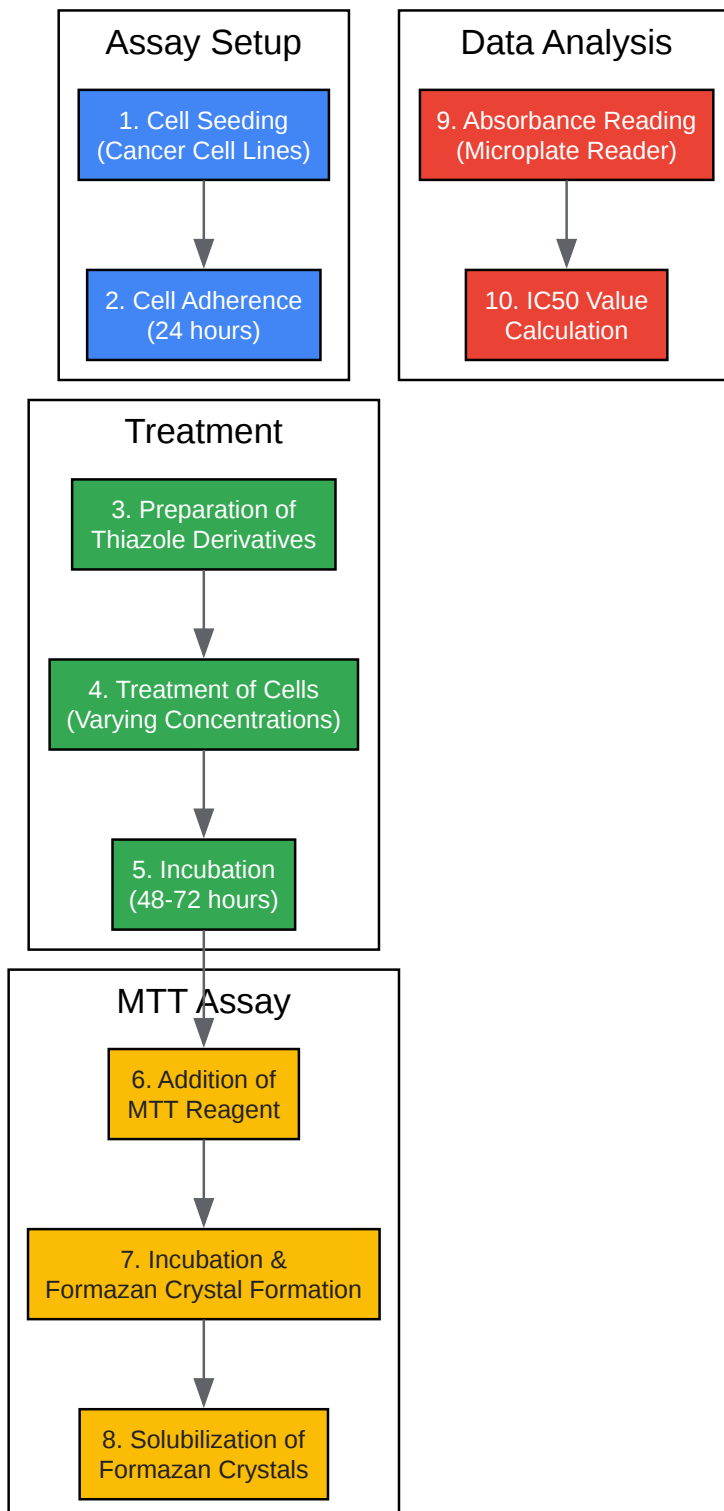 Assay Setup
1. Cell Seeding
(Cancer Cell Lines)
2. Cell Adherence
(24 hours)
Data Analysis
9. Absorbance Reading
(Microplate Reader)
10. IC50 Value
Calculation
Treatment
3. Preparation of
Thiazole Derivatives
4. Treatment of Cells
(Varying Concentrations)
5. Incubation
(48-72 hours)
MTT Assay
6. Addition of
MTT Reagent
7. Incubation &
Formazan Crystal Formation
8. Solubilization of
Formazan Crystals